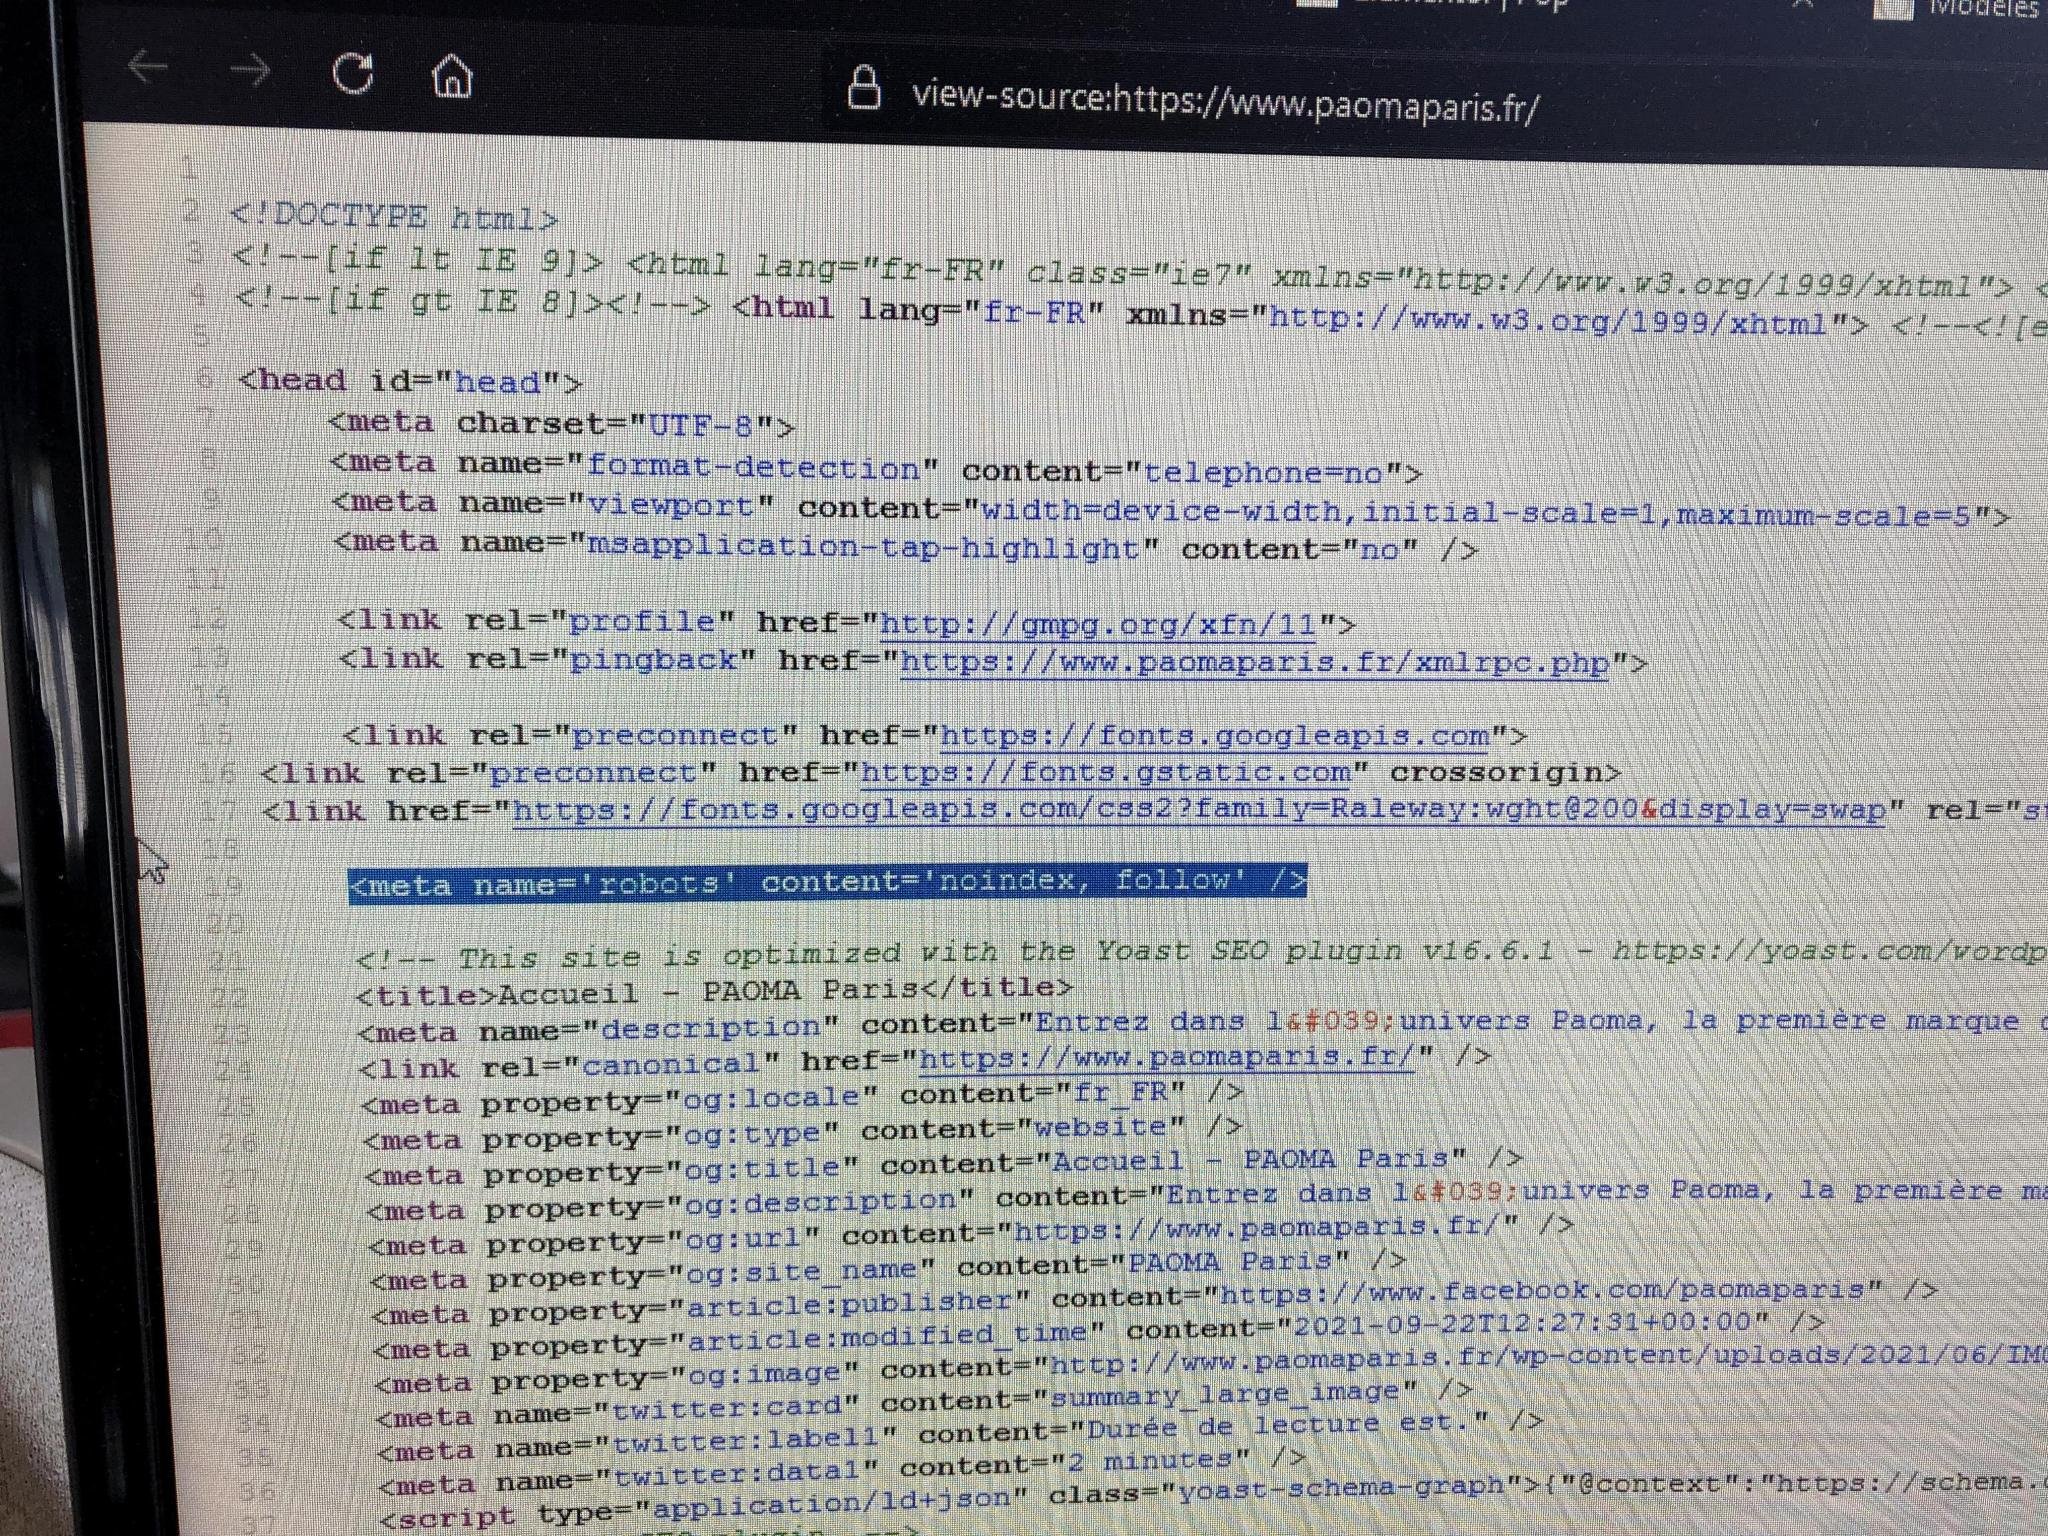 Modèles
view-source:https://www.paomaparis.fr/
1
2 <!DOCTYPE html>
3 <!--[if lt IE 9]> <html lang="fr-FR" class="ie7" xmlns="http://www.w3.org/1999/xhtml"> <
4 <!--[if gt IE 8]><!--> <html lang="fr-FR" xmlns="http://www.w3.org/1999/xhtml"> <!--<![e
5
6 <head id="head">
7 <meta charset="UTF-8">
8 <meta name="format-detection" content="telephone=no">
9 <meta name="viewport" content="width=device-width,initial-scale=1,maximum-scale=5">
10 <meta name="msapplication-tap-highlight" content="no" />
11
12 <link rel="profile" href="http://gmpg.org/xfn/11">
13 <link rel="pingback" href="https://www.paomaparis.fr/xmlrpc.php">
14
15 <link rel="preconnect" href="https://fonts.googleapis.com">
16 <link rel="preconnect" href="https://fonts.gstatic.com" crossorigin>
17 <link href="https://fonts.googleapis.com/css2?family=Raleway:wght@200&display=swap" rel="st
18
19 <meta name='robots' content='noindex, follow' />
20
21 <!-- This site is optimized with the Yoast SEO plugin v16.6.1 - https://yoast.com/wordp
22 <title>Accueil - PAOMA Paris</title>
23 <meta name="description" content="Entrez dans l&#039;univers Paoma, la première marque
24 <link rel="canonical" href="https://www.paomaparis.fr/" />
25 <meta property="og:locale" content="fr_FR" />
26 <meta property="og:type" content="website" />
27 <meta property="og:title" content="Accueil - PAOMA Paris" />
28 <meta property="og:description" content="Entrez dans l&#039;univers Paoma, la première ma
29 <meta property="og:url" content="https://www.paomaparis.fr/" />
30 <meta property="og:site_name" content="PAOMA Paris" />
31 <meta property="article:publisher" content="https://www.facebook.com/paomaparis" />
32 <meta property="article:modified_time" content="2021-09-22T12:27:31+00:00" />
33 <meta property="og:image" content="http://www.paomaparis.fr/wp-content/uploads/2021/06/IMG
34 <meta name="twitter:card" content="summary_large_image" />
35 <meta name="twitter:label1" content="Durée de lecture est." />
36 <meta name="twitter:data1" content="2 minutes" />
37 <script type="application/ld+json" class="yoast-schema-graph">{"@context":"https://schema.